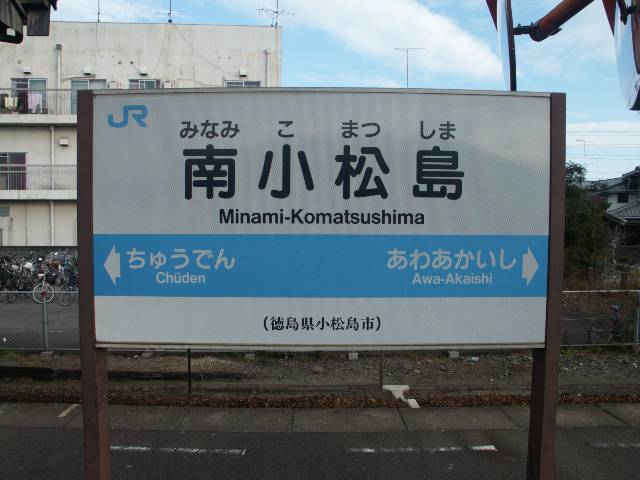 JR
みなみ こ まつ しま
南小松島
Minami-Komatsushima
ちゅうでん あわあかいし
Chūden Awa-Akaishi
(徳島県小松島市)